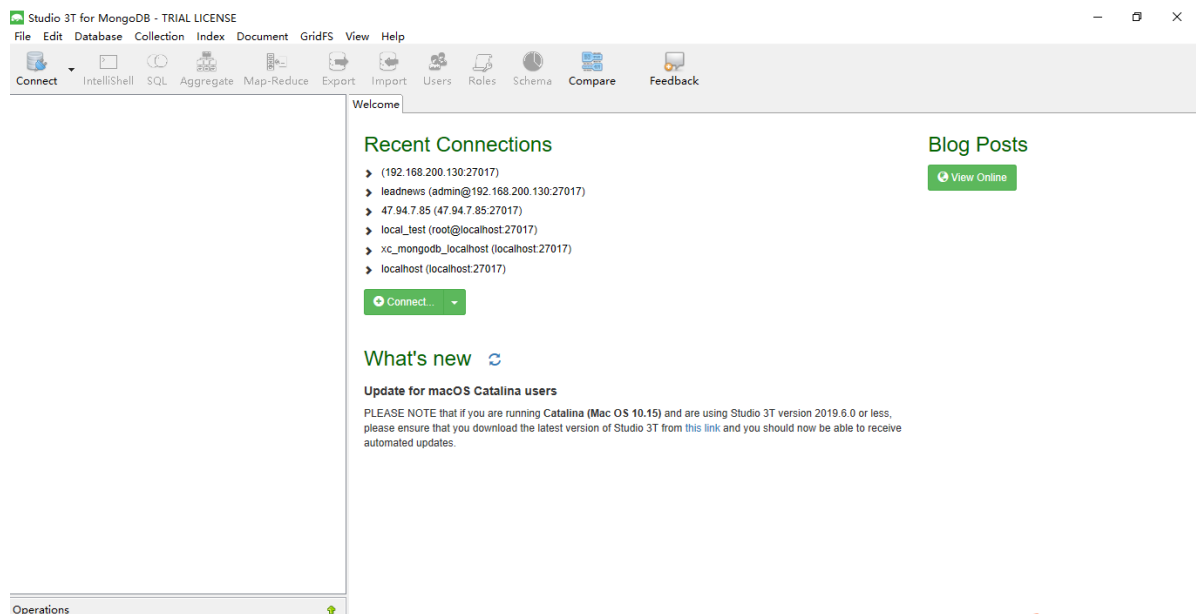 Studio 3T for MongoDB - TRIAL LICENSE
File Edit Database Collection Index Document GridFS View Help
Connect IntelliShell SQL Aggregate Map-Reduce Export Import Users Roles Schema Compare Feedback
Welcome
Recent Connections
(192.168.200.130:27017)
leadnews (admin@192.168.200.130:27017)
47.94.7.85 (47.94.7.85:27017)
local_test (root@localhost:27017)
xc_mongodb_localhost (localhost:27017)
localhost (localhost:27017)
Connect...
Blog Posts
View Online
What's new
Update for macOS Catalina users
PLEASE NOTE that if you are running Catalina (Mac OS 10.15) and are using Studio 3T version 2019.6.0 or less,
please ensure that you download the latest version of Studio 3T from this link and you should now be able to receive
automated updates.
Operations